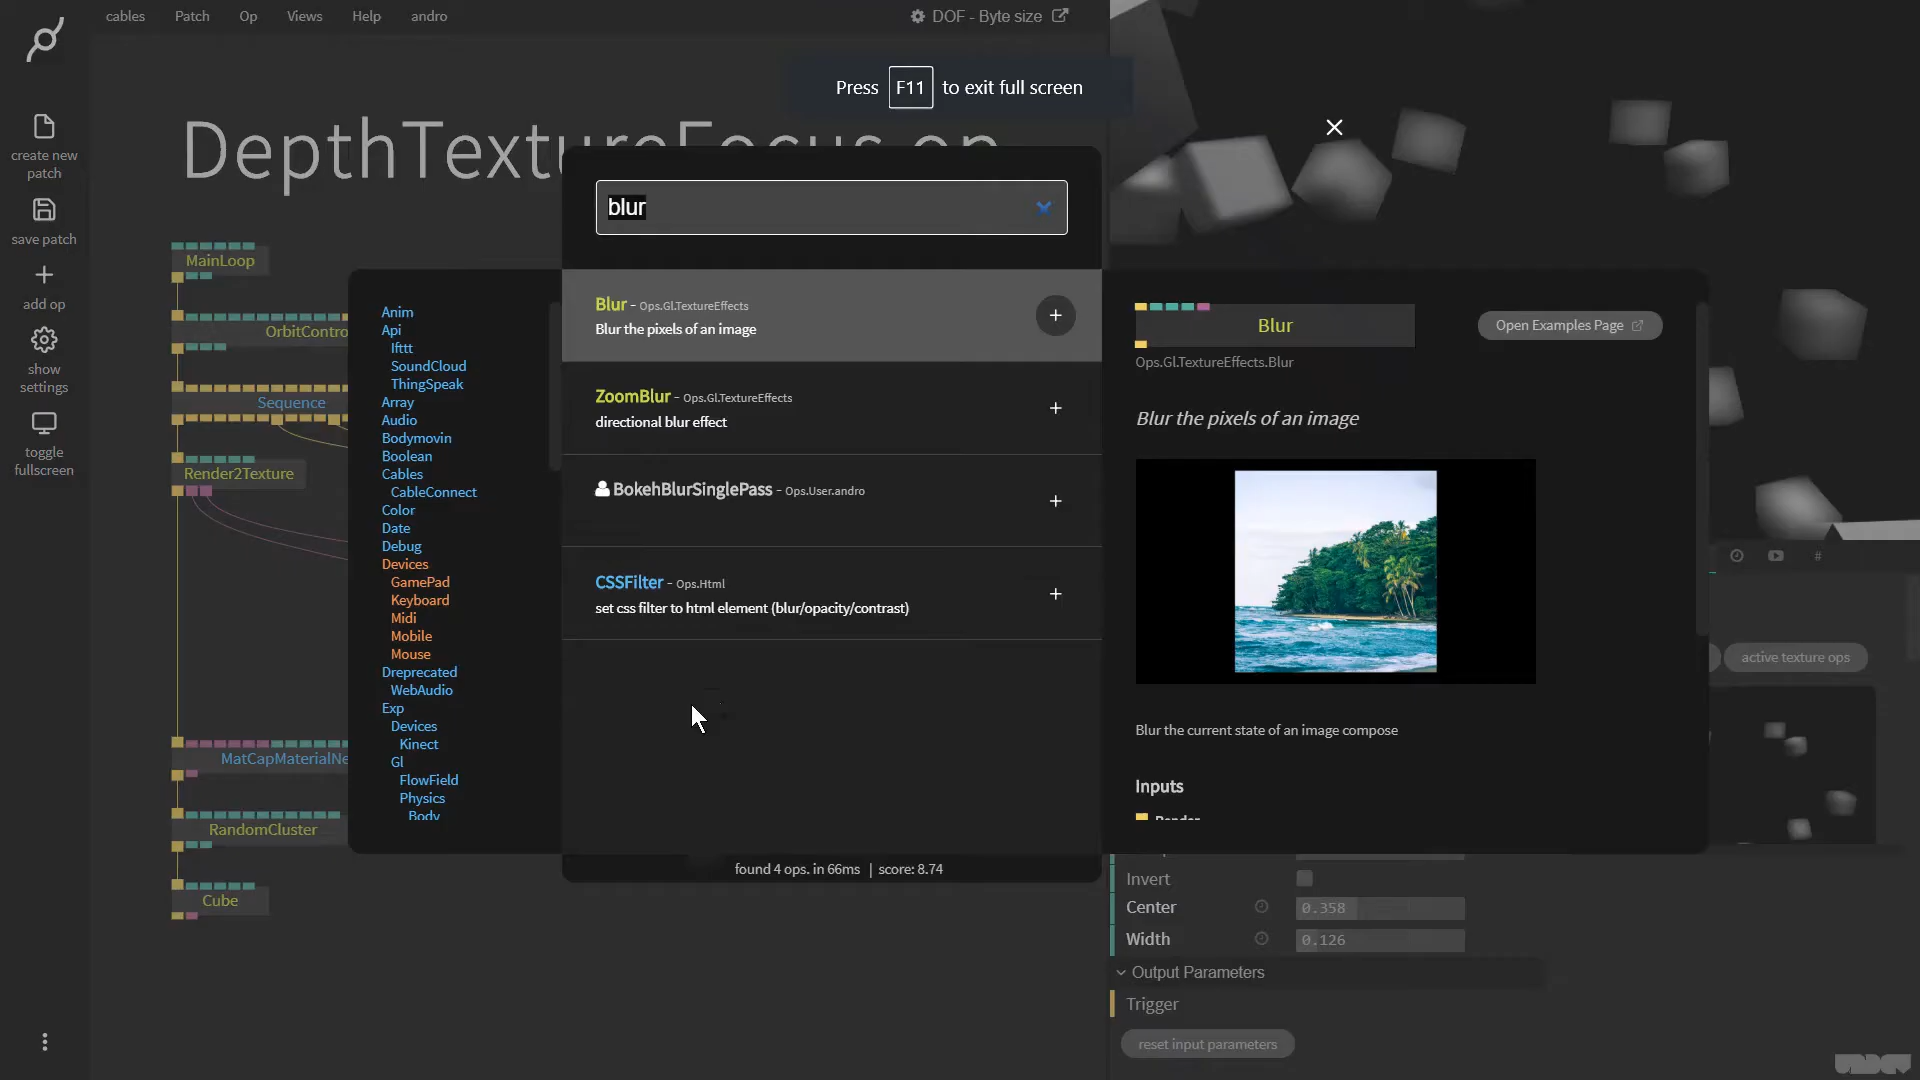 cables Patch Op Views Help andro
DOF - Byte size
Press F11 to exit full screen
create new
patch
save patch
add op
show
settings
toggle
fullscreen
MainLoop
OrbitContro
Sequence
Render2Texture
MatCapMaterialNe
RandomCluster
Cube
blur
Anim
Api
Ifttt
SoundCloud
ThingSpeak
Array
Audio
Bodymovin
Boolean
Cables
CableConnect
Color
Date
Debug
Devices
GamePad
Keyboard
Midi
Mobile
Mouse
Dreprecated
WebAudio
Exp
Devices
Kinect
Gl
FlowField
Physics
Body
Blur - Ops.Gl.TextureEffects
Blur the pixels of an image
ZoomBlur - Ops.Gl.TextureEffects
directional blur effect
BokehBlurSinglePass - Ops.User.andro
CSSFilter - Ops.Html
set css filter to html element (blur/opacity/contrast)
found 4 ops. in 66ms | score: 8.74
Blur
Open Examples Page
Ops.Gl.TextureEffects.Blur
Blur the pixels of an image
Blur the current state of an image compose
Inputs
Render
#
active texture ops
Invert
Center 0.358
Width 0.126
Output Parameters
Trigger
reset input parameters